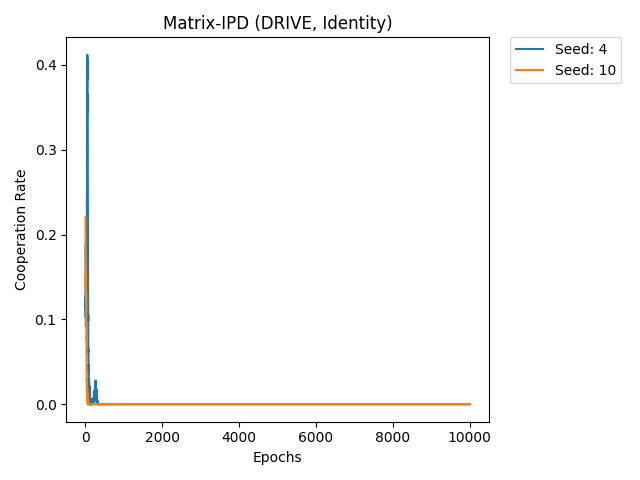 Matrix-IPD (DRIVE, Identity)
Seed: 4
Seed: 10
Cooperation Rate
0.4
0.3
0.2
0.1
0.0
0 2000 4000 6000 8000 10000
Epochs